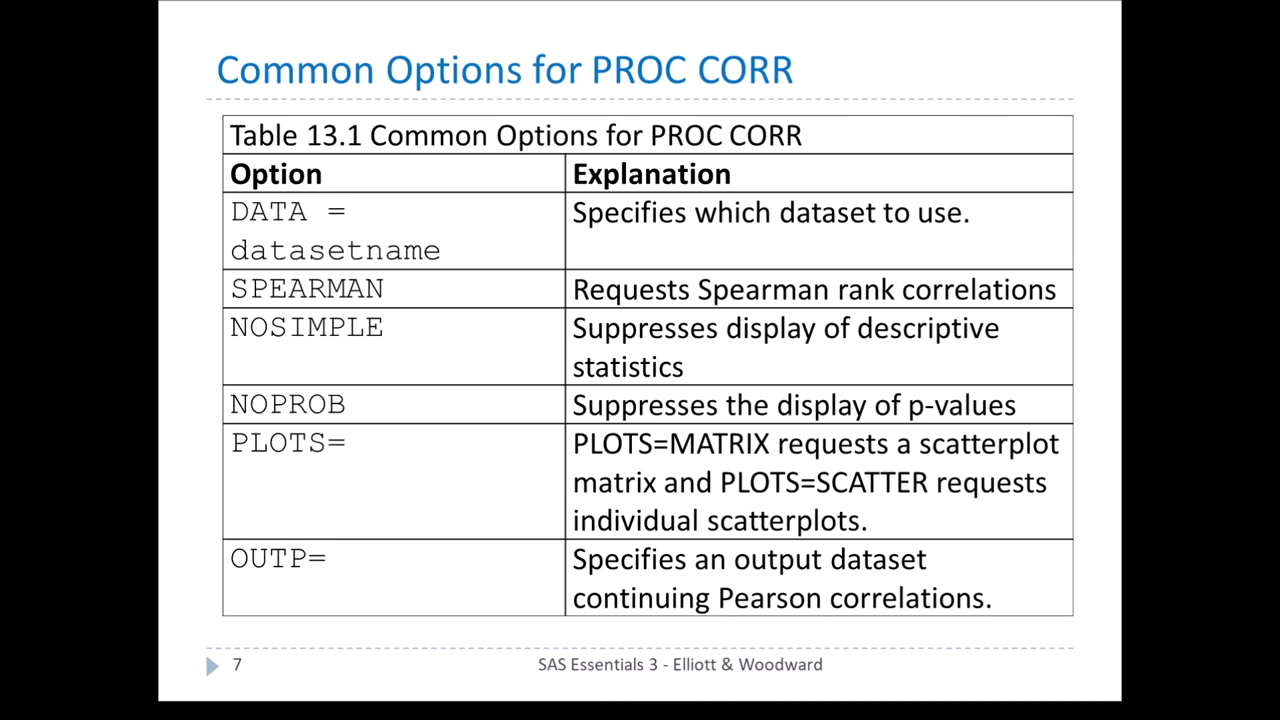 Common Options for PROC CORR
Table 13.1 Common Options for PROC CORR
Option Explanation
DATA = Specifies which dataset to use.
datasetname
SPEARMAN Requests Spearman rank correlations
NOSIMPLE Suppresses display of descriptive
statistics
NOPROB Suppresses the display of p-values
PLOTS= PLOTS=MATRIX requests a scatterplot
matrix and PLOTS=SCATTER requests
individual scatterplots.
OUTP= Specifies an output dataset
continuing Pearson correlations.
7 SAS Essentials 3 - Elliott & Woodward